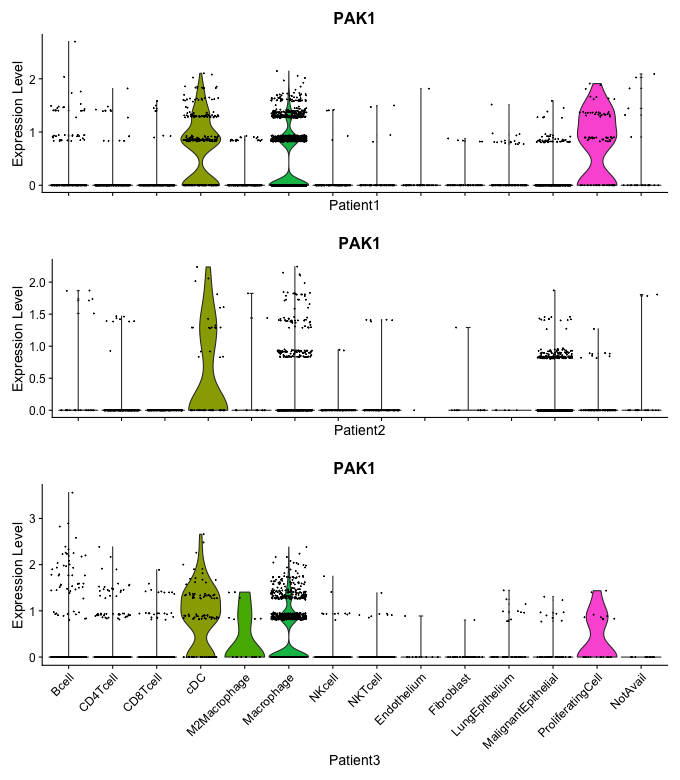 PAK1
Expression Level
2
1
0
Patient1
PAK1
Expression Level
2.0
1.5
1.0
0.5
0.0
Patient2
PAK1
Expression Level
3
2
1
0
Bcell
CD4Tcell
CD8Tcell
cDC
M2Macrophage
Macrophage
NKcell
NKTcell
Endothelium
Fibroblast
LungEpithelium
MalignantEpithelial
ProliferatingCell
NotAvail
Patient3